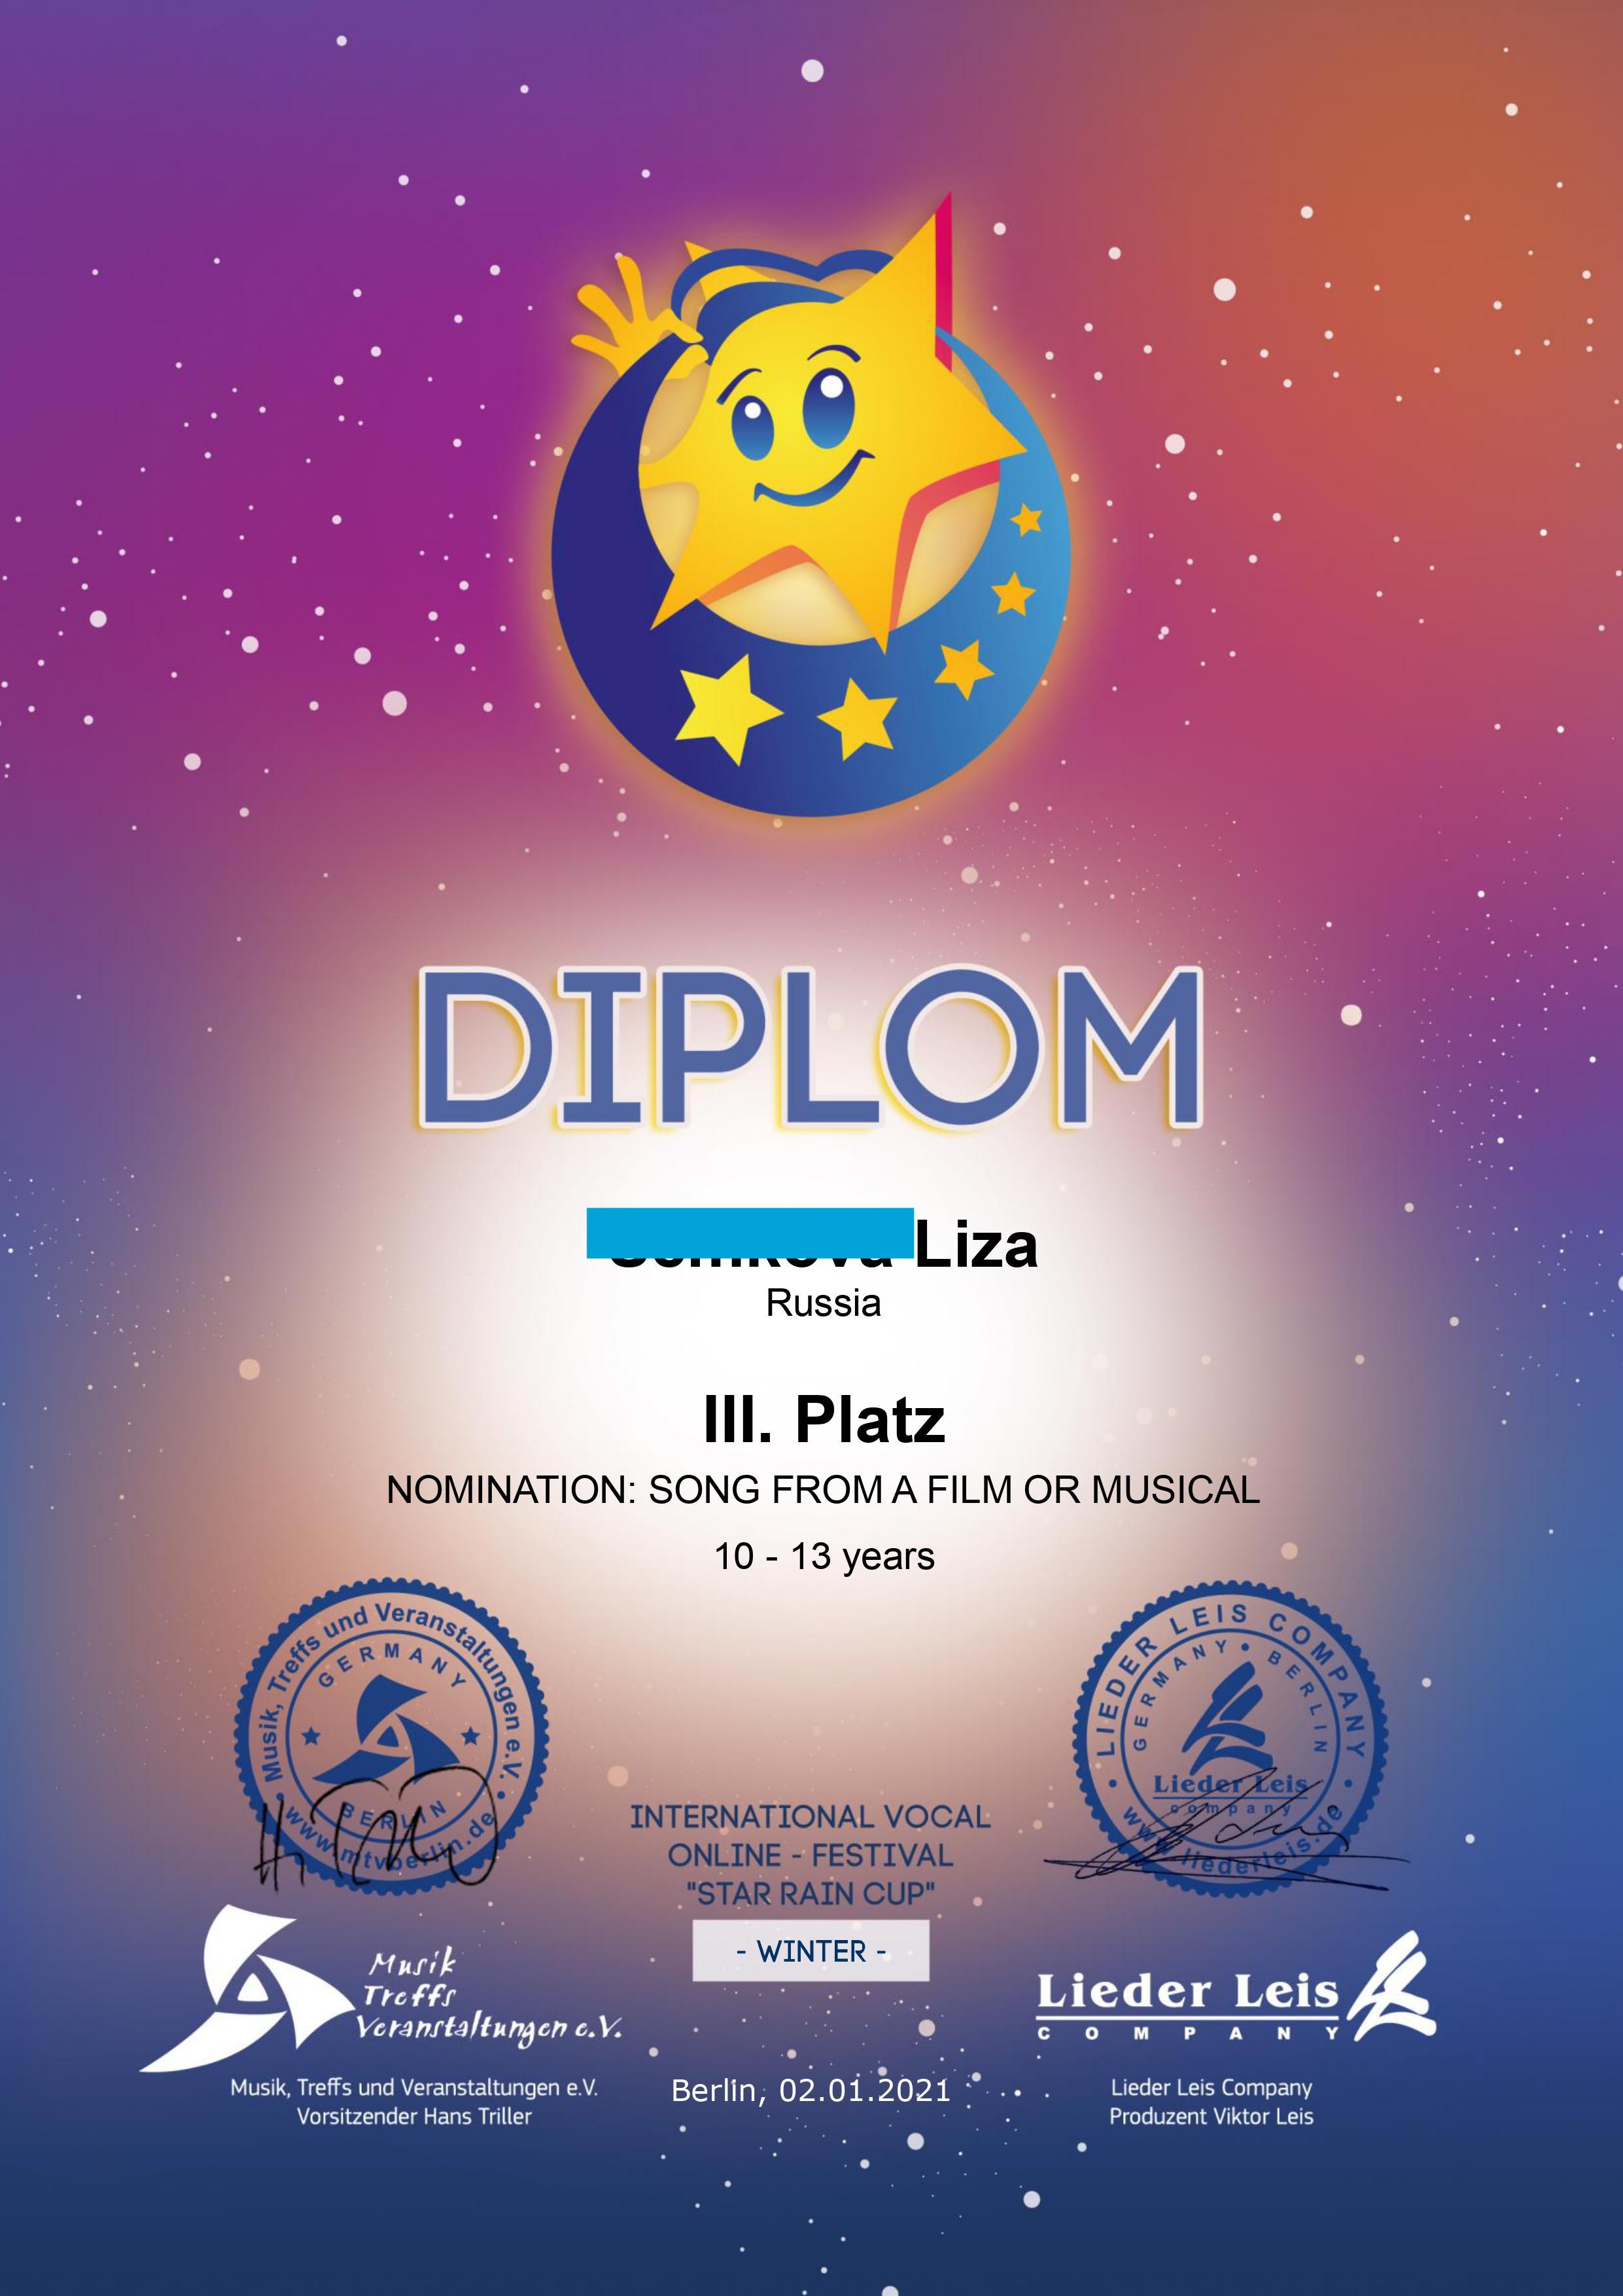 DIPLOM
Liza
Russia
III. Platz
NOMINATION: SONG FROM A FILM OR MUSICAL
10 - 13 years
Musik, Treffs und Veranstaltungen e.V.
GERMANY
BERLIN
www.mtvberlin.de
LIEDER LEIS COMPANY
GERMANY • BERLIN
Lieder Leis
company
www.liederleis.de
INTERNATIONAL VOCAL
ONLINE - FESTIVAL
"STAR RAIN CUP"
- WINTER -
Musik
Treffs
Veranstaltungen e.V.
Lieder Leis
COMPANY
Musik, Treffs und Veranstaltungen e.V.
Vorsitzender Hans Triller
Berlin, 02.01.2021
Lieder Leis Company
Produzent Viktor Leis